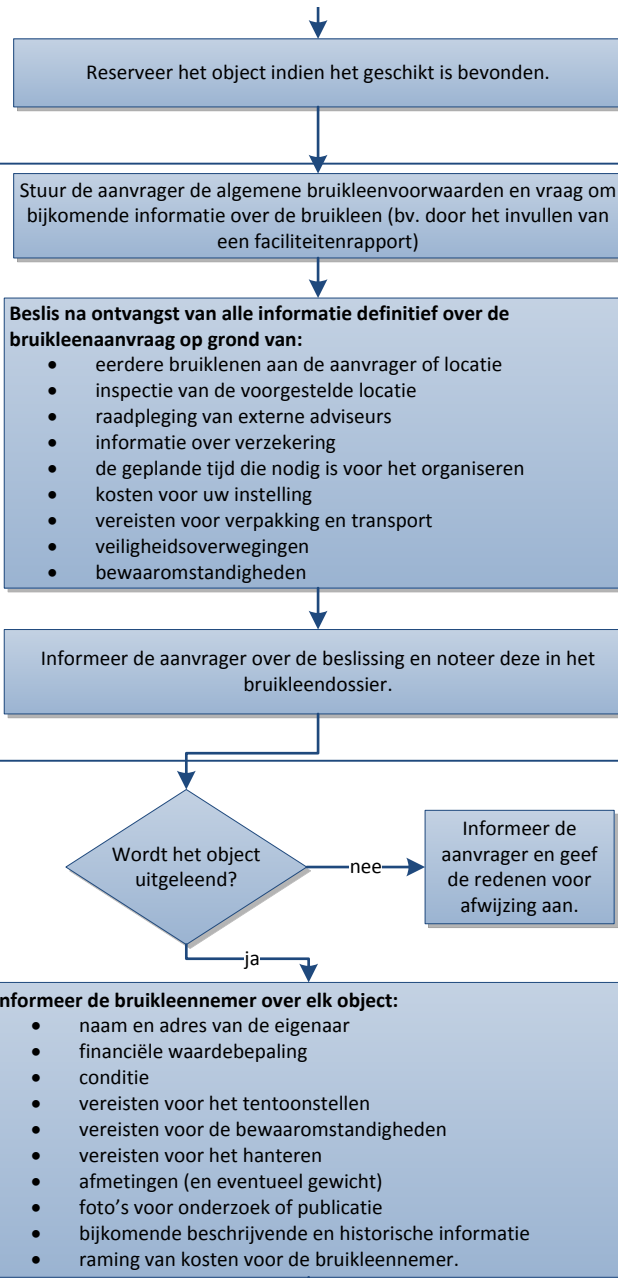 Reserveer het object indien het geschikt is bevonden.
Stuur de aanvrager de algemene bruikleenvoorwaarden en vraag om
bijkomende informatie over de bruikleen (bv. door het invullen van
een faciliteitenrapport)
Beslis na ontvangst van alle informatie definitief over de
bruikleenaanvraag op grond van:
• eerdere bruiklenen aan de aanvrager of locatie
• inspectie van de voorgestelde locatie
• raadpleging van externe adviseurs
• informatie over verzekering
• de geplande tijd die nodig is voor het organiseren
• kosten voor uw instelling
• vereisten voor verpakking en transport
• veiligheidsoverwegingen
• bewaaromstandigheden
Informeer de aanvrager over de beslissing en noteer deze in het
bruikleendossier.
Wordt het object
uitgeleend?
nee
Informeer de
aanvrager en geef
de redenen voor
afwijzing aan.
ja
Informeer de bruikleennemer over elk object:
• naam en adres van de eigenaar
• financiële waardebepaling
• conditie
• vereisten voor het tentoonstellen
• vereisten voor de bewaaromstandigheden
• vereisten voor het hanteren
• afmetingen (en eventueel gewicht)
• foto's voor onderzoek of publicatie
• bijkomende beschrijvende en historische informatie
• raming van kosten voor de bruikleennemer.